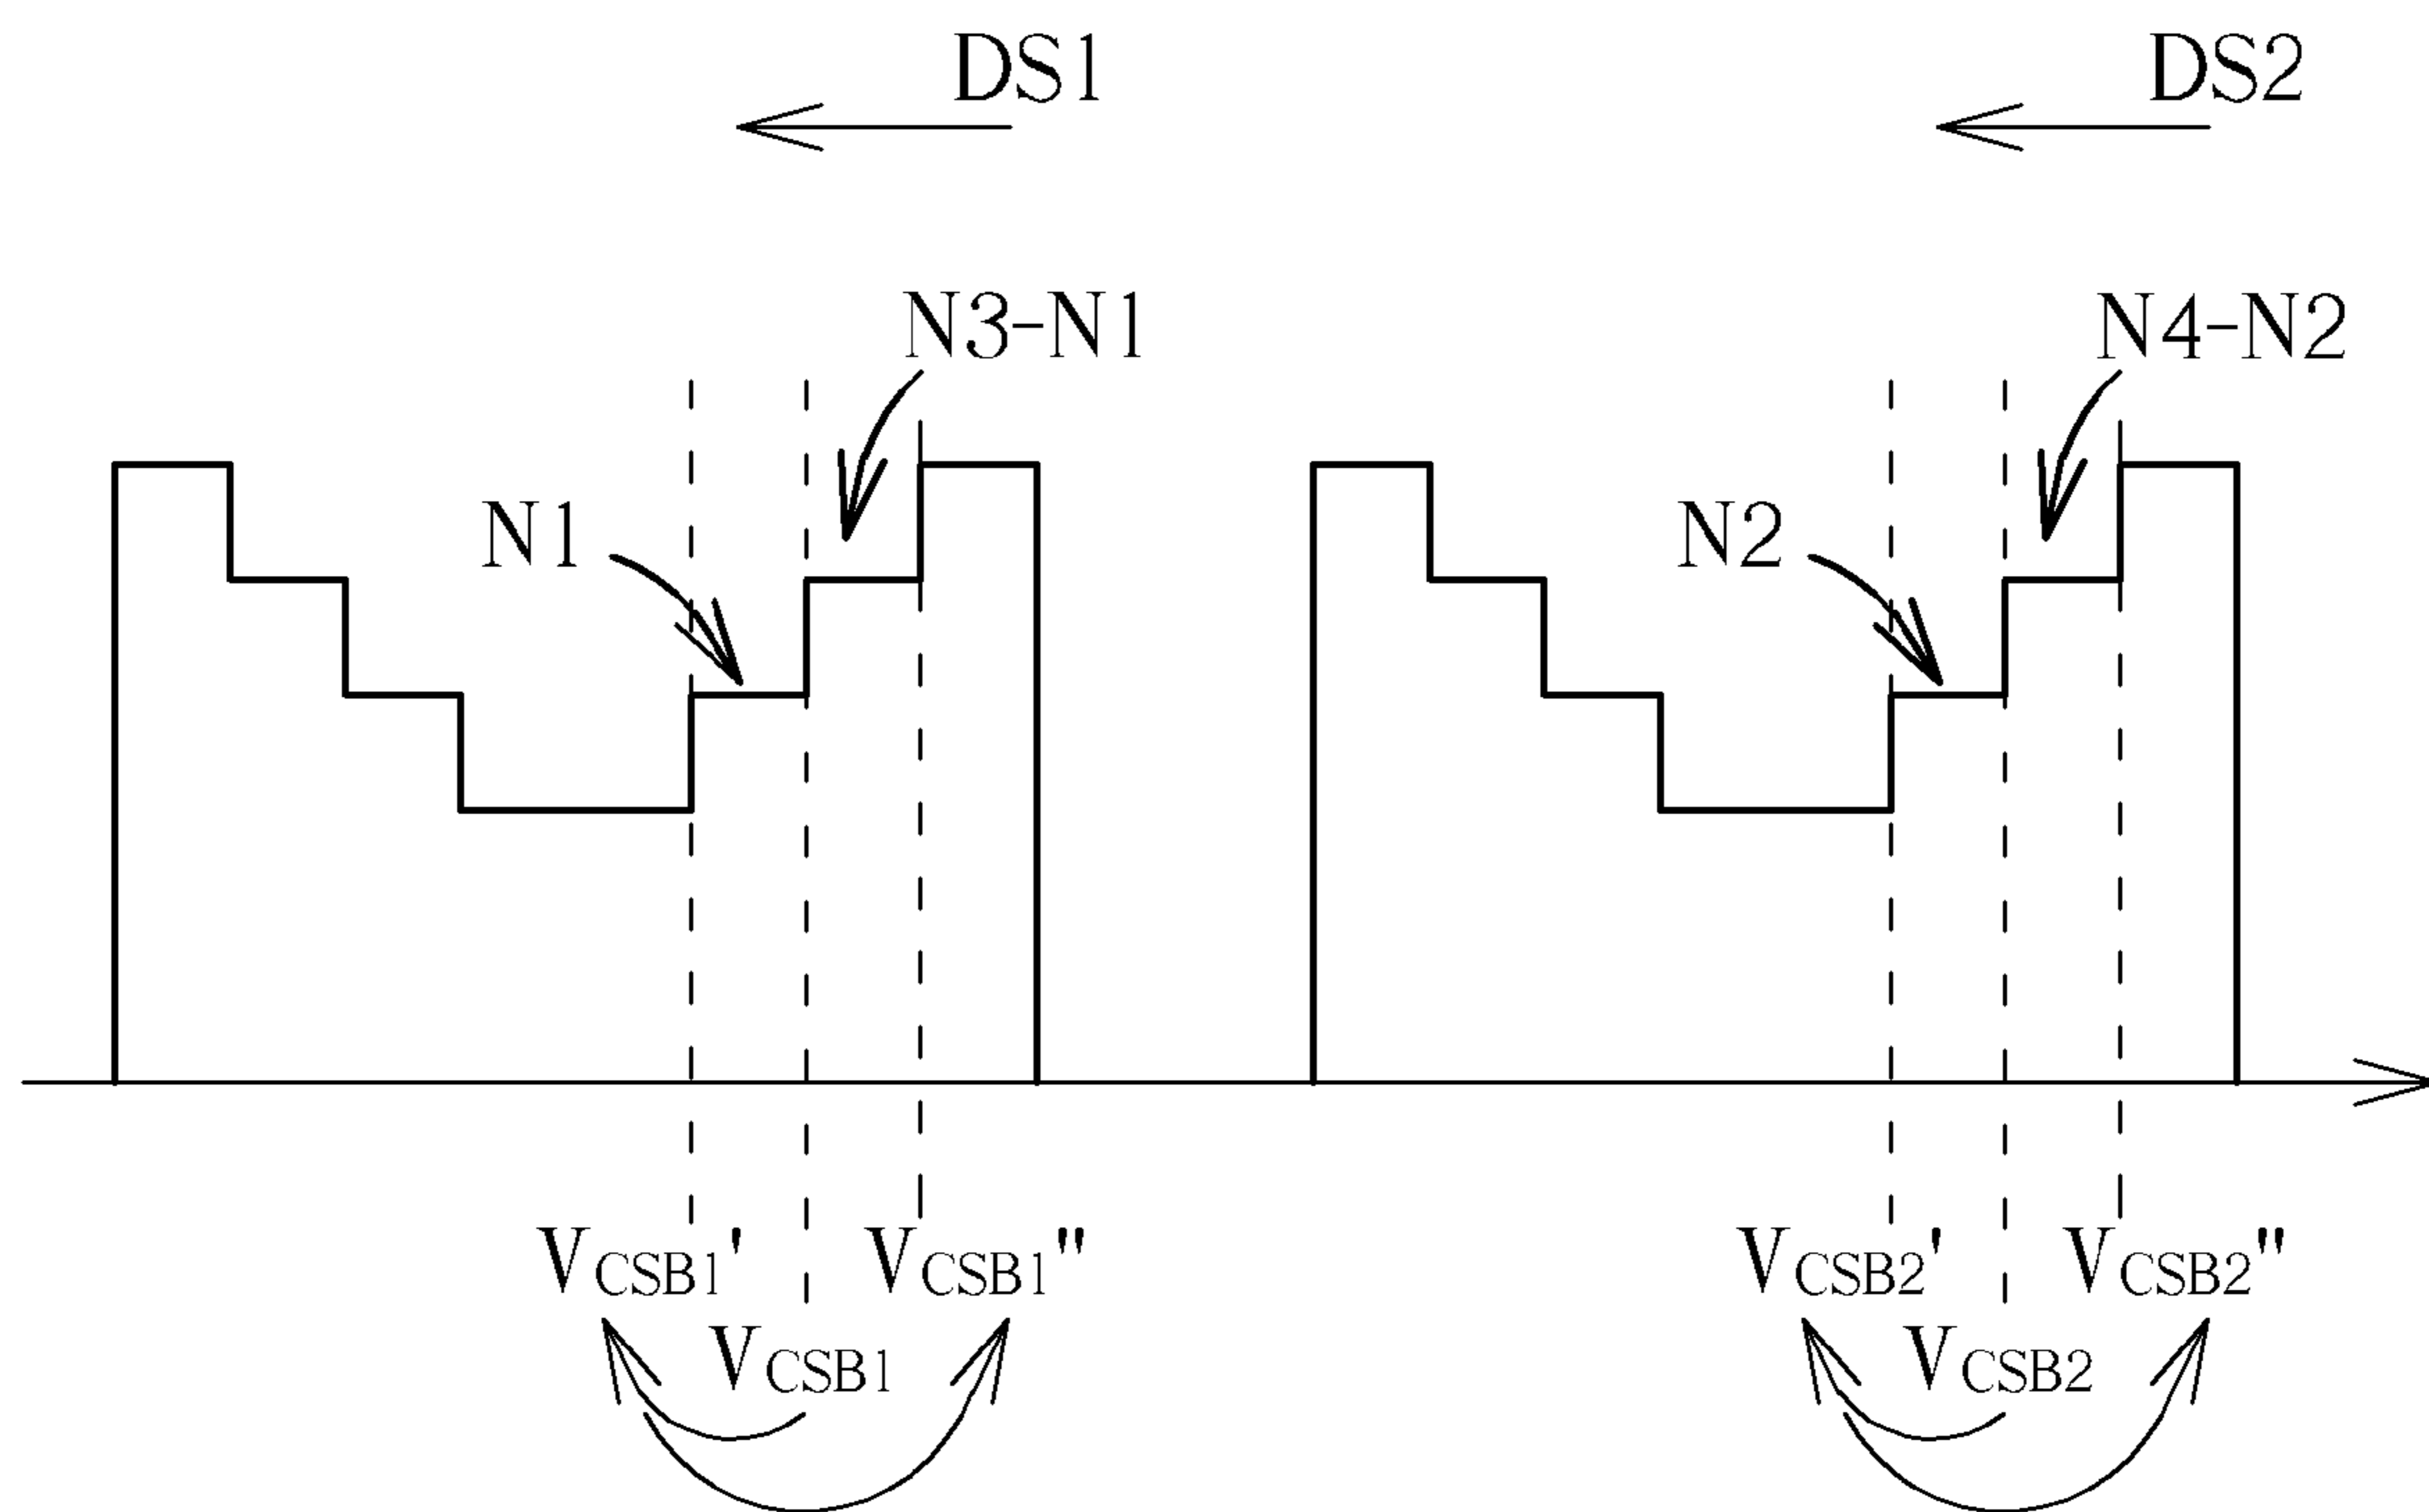 DS1 DS2
N3-N1 N4-N2
N1 N2
VCSB1' VCSB1" VCSB2' VCSB2"
VCSB1 VCSB2